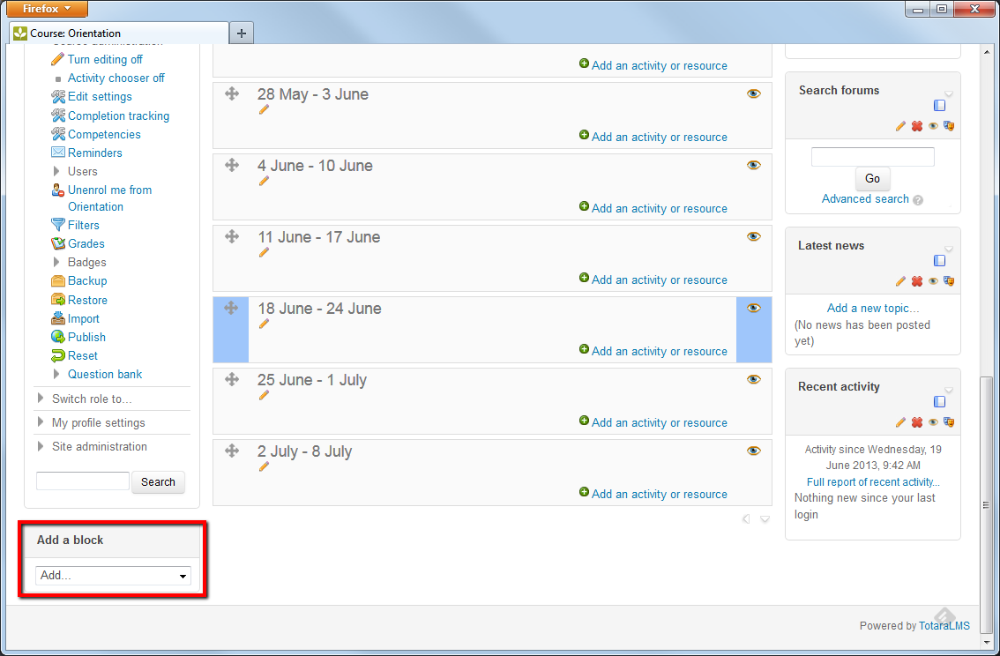 Firefox
Course: Orientation
Course administration
Turn editing off
Activity chooser off
Edit settings
Completion tracking
Competencies
Reminders
Users
Unenrol me from
Orientation
Filters
Grades
Badges
Backup
Restore
Import
Publish
Reset
Question bank
Switch role to...
My profile settings
Site administration
Search
Add a block
Add...
Add an activity or resource
28 May - 3 June
Add an activity or resource
4 June - 10 June
Add an activity or resource
11 June - 17 June
Add an activity or resource
18 June - 24 June
Add an activity or resource
25 June - 1 July
Add an activity or resource
2 July - 8 July
Add an activity or resource
Search forums
Go
Advanced search
Latest news
Add a new topic...
(No news has been posted
yet)
Recent activity
Activity since Wednesday, 19
June 2013, 9:42 AM
Full report of recent activity...
Nothing new since your last
login
Powered by TotaraLMS